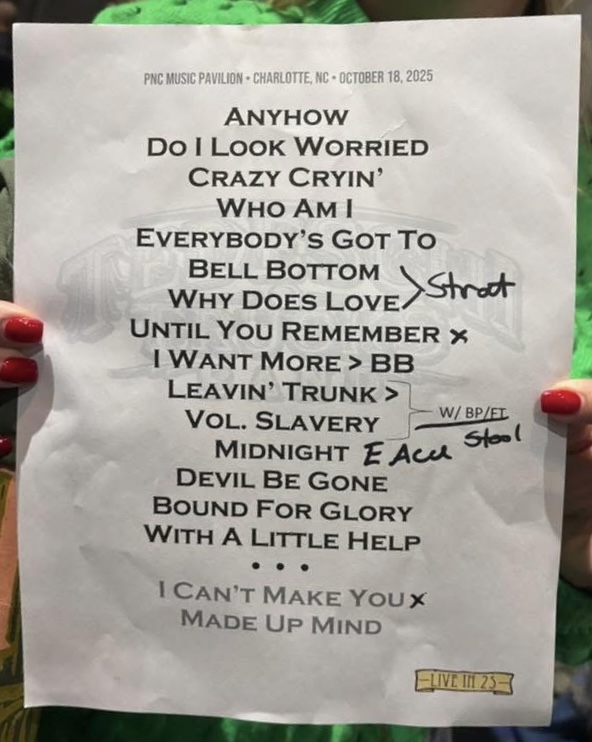 PNC MUSIC PAVILION • CHARLOTTE, NC • OCTOBER 18, 2025
ANYHOW
DO I LOOK WORRIED
CRAZY CRYIN'
WHO AM I
EVERYBODY'S GOT TO
BELL BOTTOM
WHY DOES LOVE > Strat
UNTIL YOU REMEMBER x
I WANT MORE > BB
LEAVIN' TRUNK >
VOL. SLAVERY W/ BP/ET
MIDNIGHT E Acu Stool
DEVIL BE GONE
BOUND FOR GLORY
WITH A LITTLE HELP
• • •
I CAN'T MAKE YOU x
MADE UP MIND
LIVE IN 25